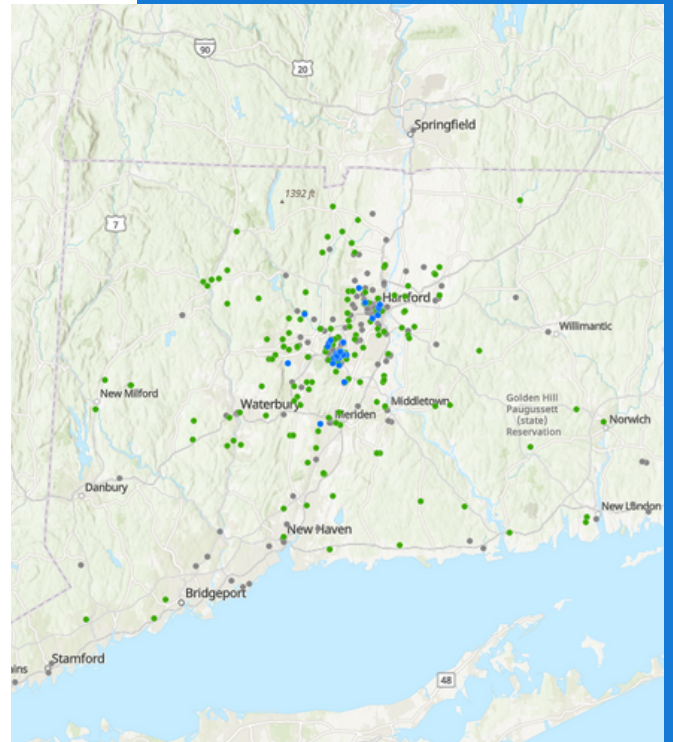 90
20
Springfield
1392 ft
7
Hartford
Willimantic
New Milford
Waterbury
Meriden
Middletown
Golden Hill
Paugussett
(state)
Reservation
Norwich
Danbury
New London
New Haven
Bridgeport
Stamford
ins
48